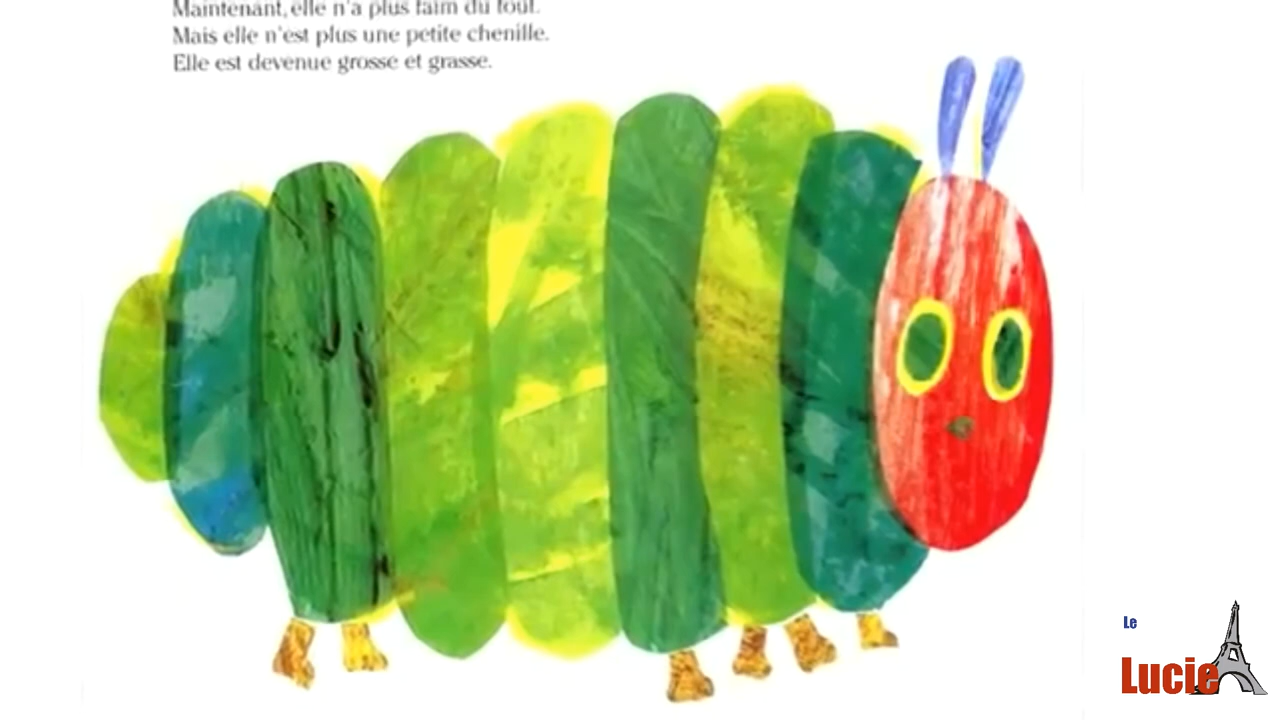 Maintenant, elle n'a plus faim du tout.
Mais elle n'est plus une petite chenille.
Elle est devenue grosse et grasse.
Le
Lucie